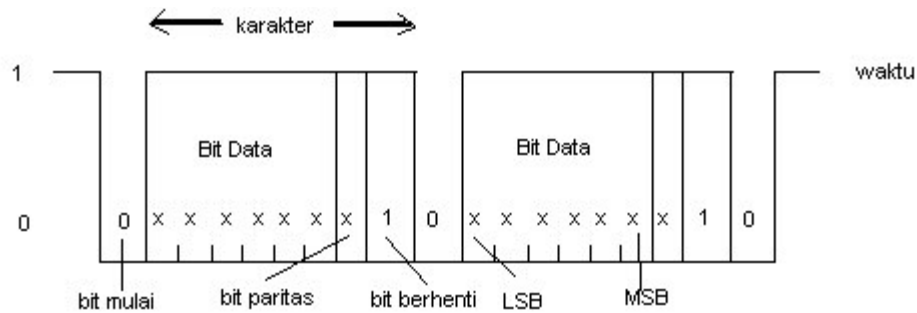 karakter
1 waktu
Bit Data Bit Data
0 0 x x x x x x x 1 0 x x x x x x x 1 0
bit mulai bit paritas bit berhenti LSB MSB